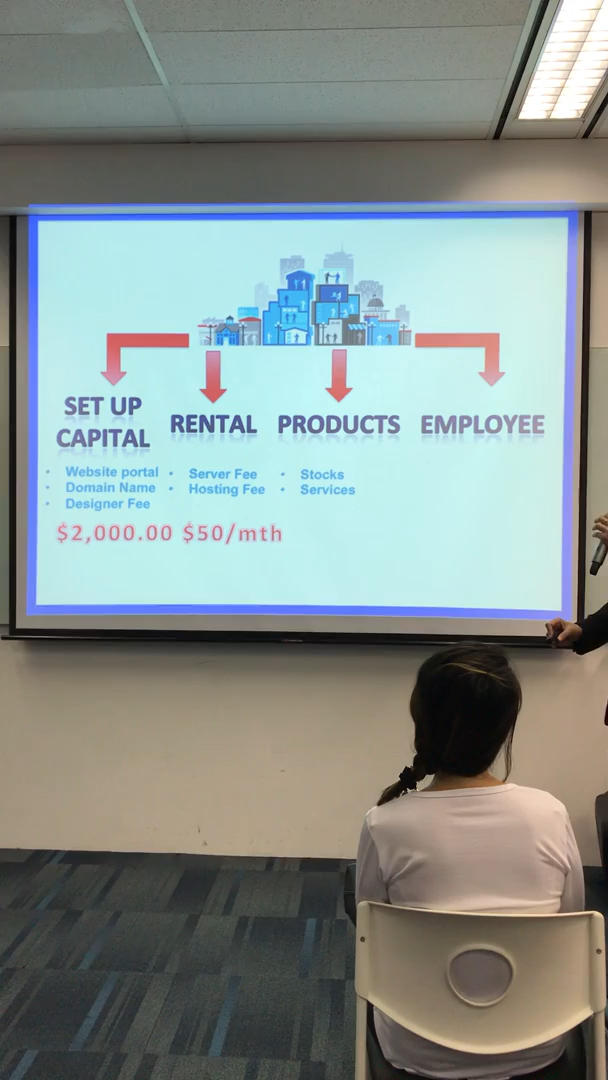 SET UP
CAPITAL
RENTAL
PRODUCTS
EMPLOYEE
• Website portal
• Domain Name
• Designer Fee
• Server Fee
• Hosting Fee
• Stocks
• Services
$2,000.00 $50/mth